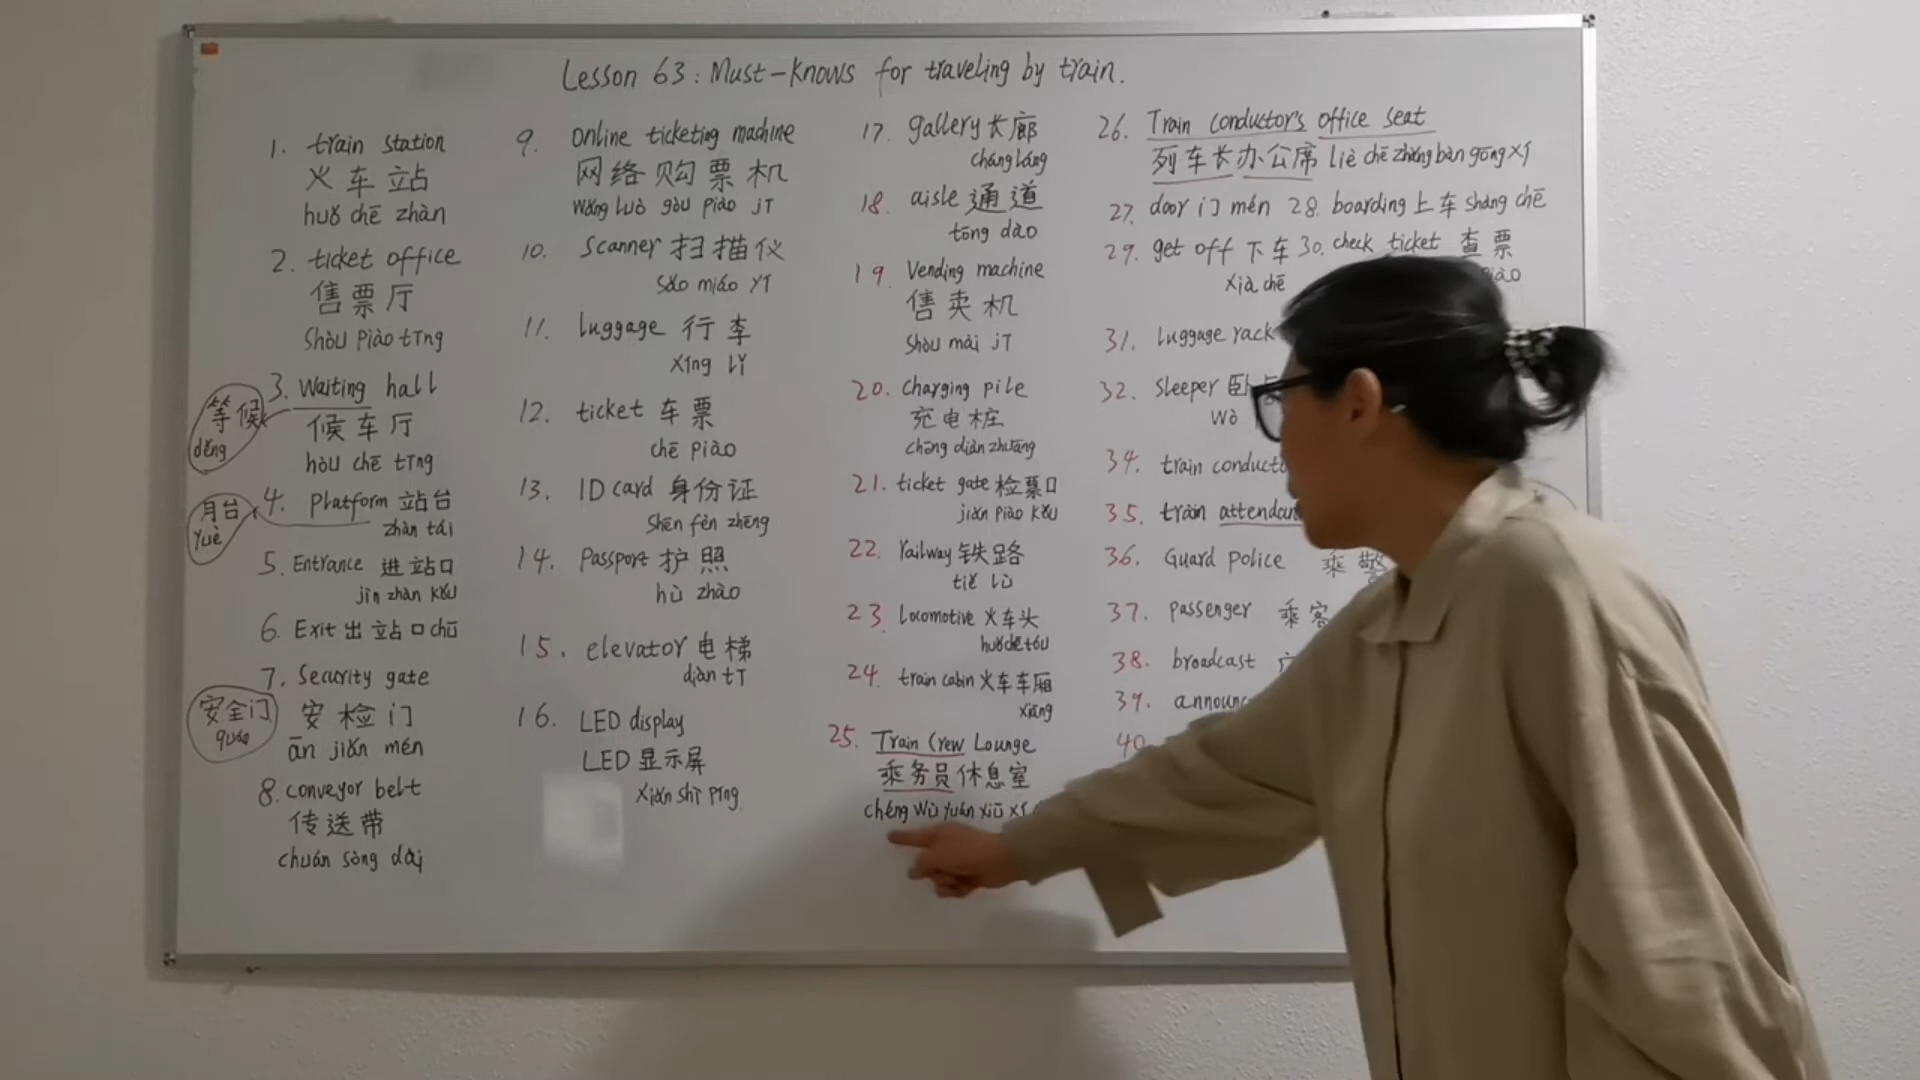 Lesson 63: Must-Knows for traveling by train.
1. train station
火车站
huǒ chē zhàn
2. ticket office
售票厅
shòu piào tīng
3. Waiting hall
等候
děng
候车厅
hòu chē tīng
4. Platform 站台
zhàn tái
月台
yuè
5. Entrance 进站口
jìn zhàn kǒu
6. Exit 出站口 chū
7. Security gate
安全门
quán
安检门
ān jiǎn mén
8. conveyor belt
传送带
chuán sòng dài
9. Online ticketing machine
网络购票机
wǎng luò gòu piào jī
10. Scanner 扫描仪
sǎo miáo yí
11. luggage 行李
xíng lǐ
12. ticket 车票
chē piào
13. ID card 身份证
shēn fèn zhēng
14. Passport 护照
hù zhào
15. elevator 电梯
diàn tī
16. LED display
LED 显示屏
xiǎn shì píng
17. gallery 长廊
cháng láng
18. aisle 通道
tōng dào
19. Vending machine
售卖机
shòu mài jī
20. Charging pile
充电桩
chōng diàn zhuāng
21. ticket gate 检票口
jiǎn piào kǒu
22. railway 铁路
tiě lù
23. Locomotive 火车头
huǒ chē tóu
24. train cabin 火车车厢
xiāng
25. Train Crew Lounge
乘务员休息室
chéng wù yuán xiū xī
26. Train conductor's office seat
列车长办公席 liè chē zhǎng bàn gōng xí
27. door 门 mén 28. boarding 上车 shàng chē
29. get off 下车 30. check ticket 查票
xià chē
31. luggage rack
32. Sleeper 卧
wò
34. train
35. train
36. Guard Police 乘警
37. passenger 乘客
38. broadcast
39.
40